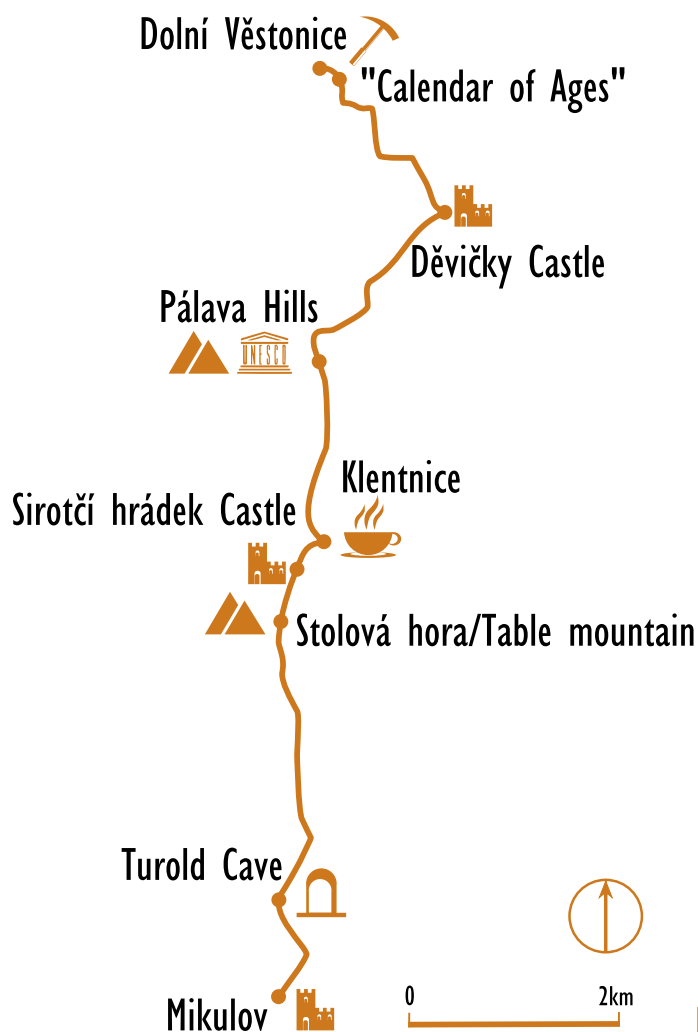 Dolní Věstonice
"Calendar of Ages"
Děvičky Castle
Pálava Hills
UNESCO
Klentnice
Sirotčí hrádek Castle
Stolová hora/Table mountain
Turold Cave
Mikulov
0 2km